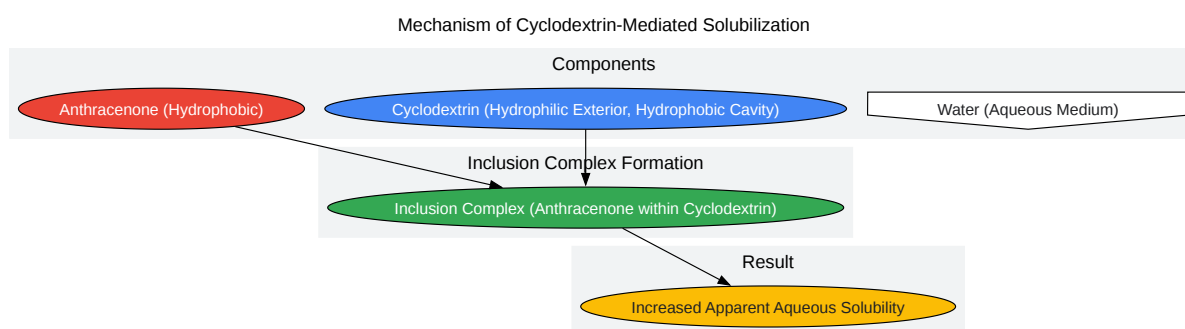 Mechanism of Cyclodextrin-Mediated Solubilization
Components
Anthracenone (Hydrophobic)
Cyclodextrin (Hydrophilic Exterior, Hydrophobic Cavity)
Water (Aqueous Medium)
Inclusion Complex Formation
Inclusion Complex (Anthracenone within Cyclodextrin)
Result
Increased Apparent Aqueous Solubility